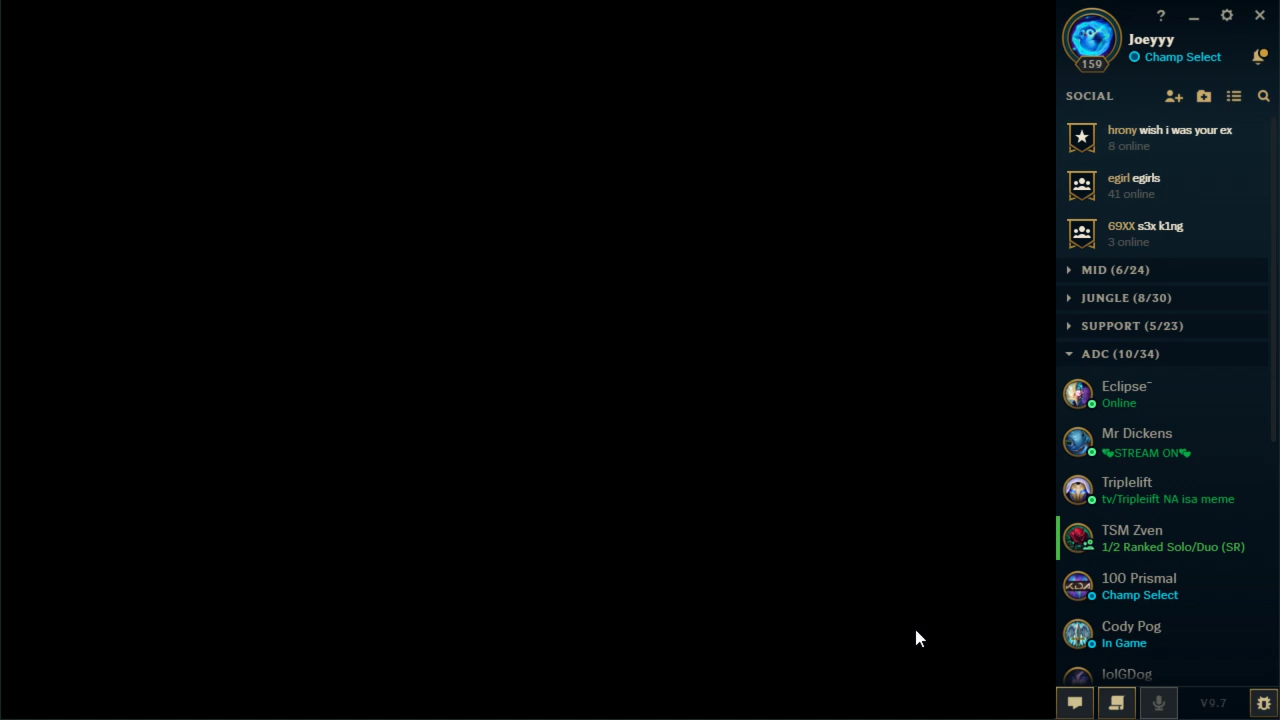 ?
Joeyyy
Champ Select
159
SOCIAL
hrony wish i was your ex
8 online
egirl egirls
41 online
69XX s3x k1ng
3 online
MID (6/24)
JUNGLE (8/30)
SUPPORT (5/23)
ADC (10/34)
Eclipse˜
Online
Mr Dickens
STREAM ON
Triplelift
tv/Tripleiift NA isa meme
TSM Zven
1/2 Ranked Solo/Duo (SR)
100 Prismal
KDA
Champ Select
Cody Pog
In Game
lolGDog
V9.7